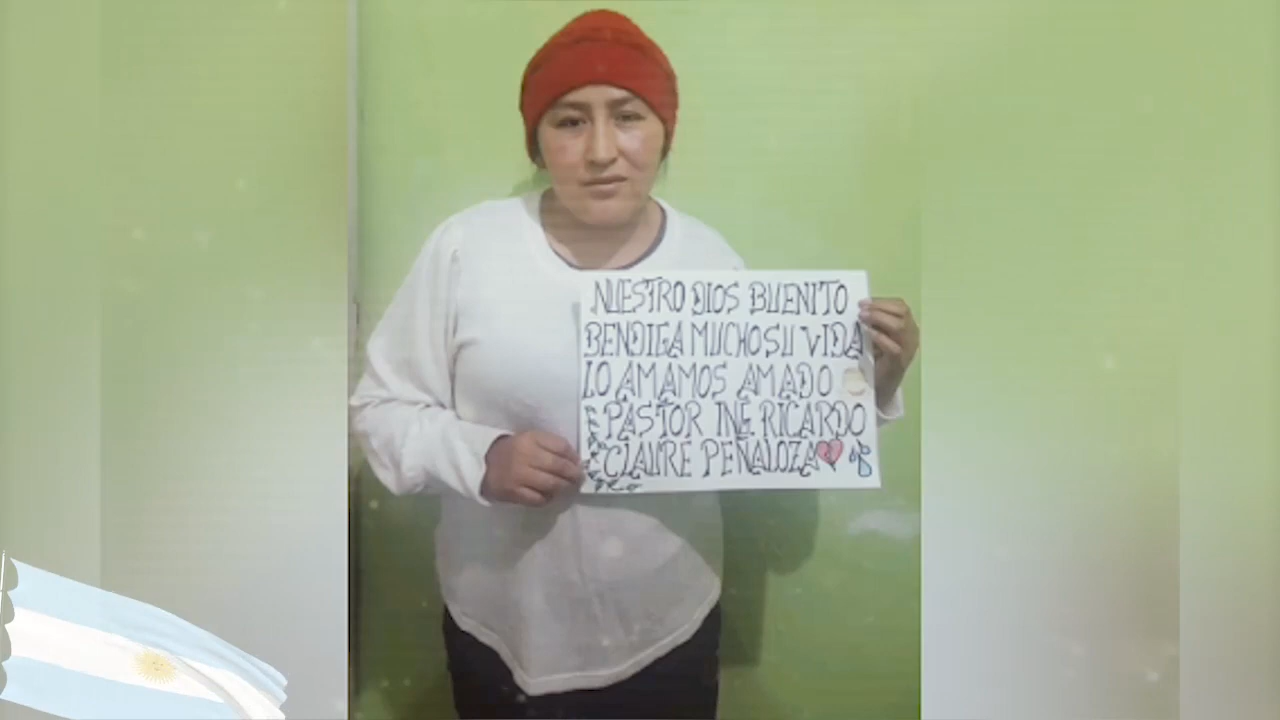 NUESTRO DIOS BUENITO
BENDIGA MUCHO SU VIDA
LO AMAMOS AMADO
PASTOR ING. RICARDO
CLAURE PEÑALOZA